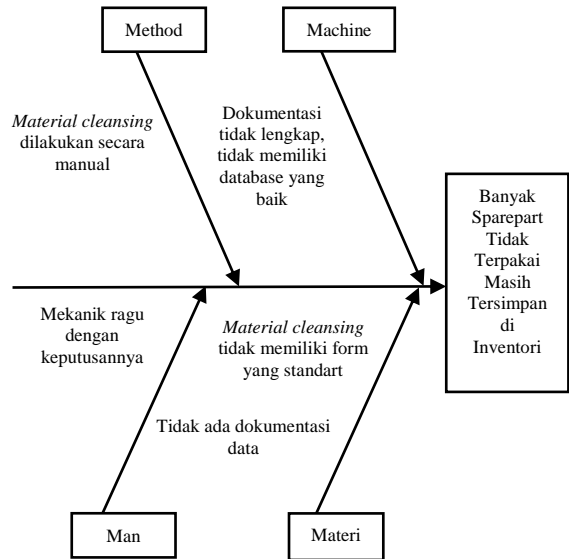 Method
Machine
Material cleansing
dilakukan secara
manual
Dokumentasi
tidak lengkap,
tidak memiliki
database yang
baik
Banyak
Sparepart
Tidak
Terpakai
Masih
Tersimpan
di
Inventori
Mekanik ragu
dengan
keputusannya
Material cleansing
tidak memiliki form
yang standart
Tidak ada dokumentasi
data
Man
Materi